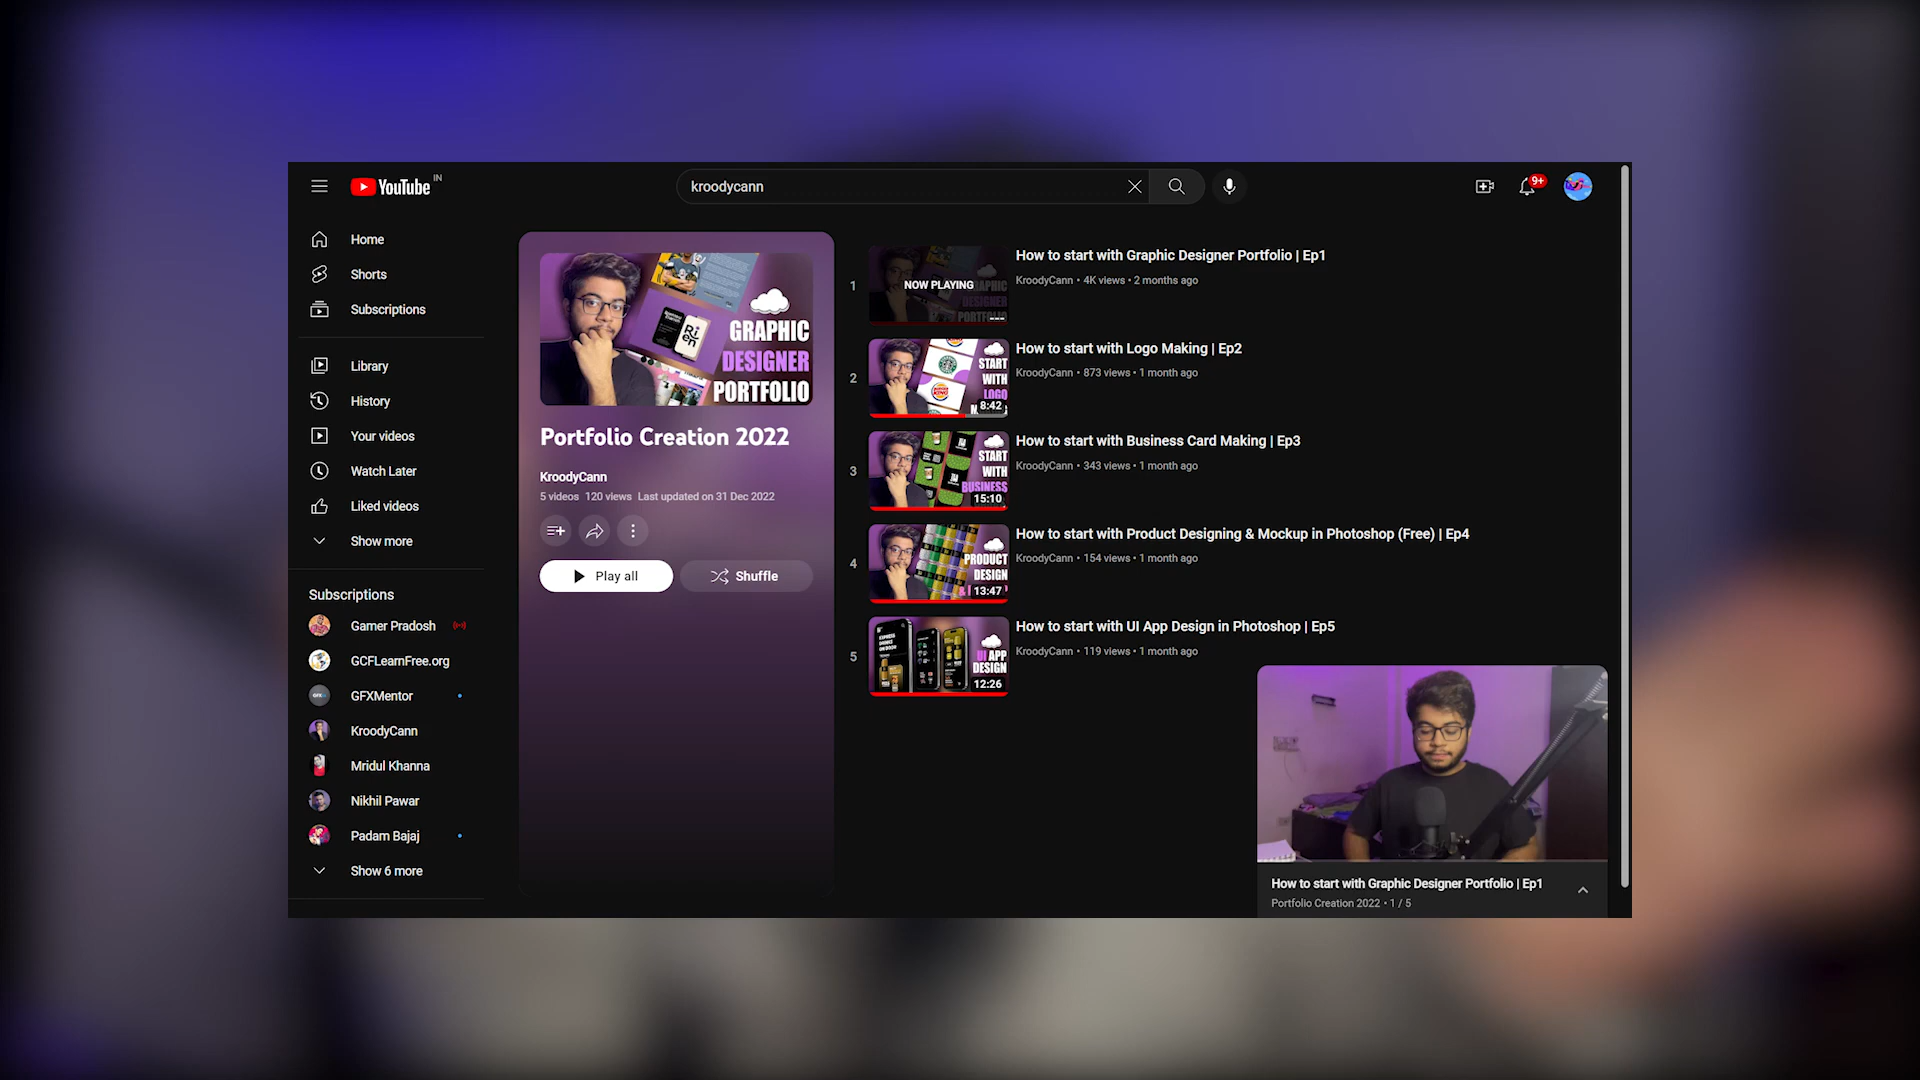 YouTube IN
kroodycann
9+
Home
Shorts
Subscriptions
Library
History
Your videos
Watch Later
Liked videos
Show more
Subscriptions
Gamer Pradosh
GCFLearnFree.org
GFXMentor
KroodyCann
Mridul Khanna
Nikhil Pawar
Padam Bajaj
Show 6 more
GRAPHIC
DESIGNER
PORTFOLIO
Portfolio Creation 2022
KroodyCann
5 videos 120 views Last updated on 31 Dec 2022
Play all
Shuffle
1
NOW PLAYING
GRAPHIC
DESIGNER
PORTFOLIO
How to start with Graphic Designer Portfolio | Ep1
KroodyCann • 4K views • 2 months ago
2
START
WITH
LOGO
8:42
How to start with Logo Making | Ep2
KroodyCann • 873 views • 1 month ago
3
START
WITH
BUSINESS
15:10
How to start with Business Card Making | Ep3
KroodyCann • 343 views • 1 month ago
4
PRODUCT
DESIGN
13:47
How to start with Product Designing & Mockup in Photoshop (Free) | Ep4
KroodyCann • 154 views • 1 month ago
5
UI APP
DESIGN
12:26
How to start with UI App Design in Photoshop | Ep5
KroodyCann • 119 views • 1 month ago
How to start with Graphic Designer Portfolio | Ep1
Portfolio Creation 2022 • 1 / 5